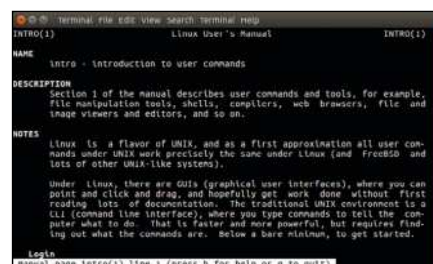 Terminal File Edit View Search Terminal Help
INTRO(1) Linux User's Manual INTRO(1)
NAME
intro - introduction to user commands
DESCRIPTION
Section 1 of the manual describes user commands and tools, for example,
file manipulation tools, shells, compilers, web browsers, file and
image viewers and editors, and so on.
NOTES
Linux is a flavor of UNIX, and as a first approximation all user com-
mands under UNIX work precisely the same under Linux (and FreeBSD and
lots of other UNIX-like systems).
Under Linux, there are GUIs (graphical user interfaces), where you can
point and click and drag, and hopefully get work done without first
reading lots of documentation. The traditional UNIX environment is a
CLI (command line interface), where you type commands to tell the com-
puter what to do. That is faster and more powerful, but requires find-
ing out what the commands are. Below a bare minimum, to get started.
Login
Manual page intro(1) line 1 (press h for help or q to quit)